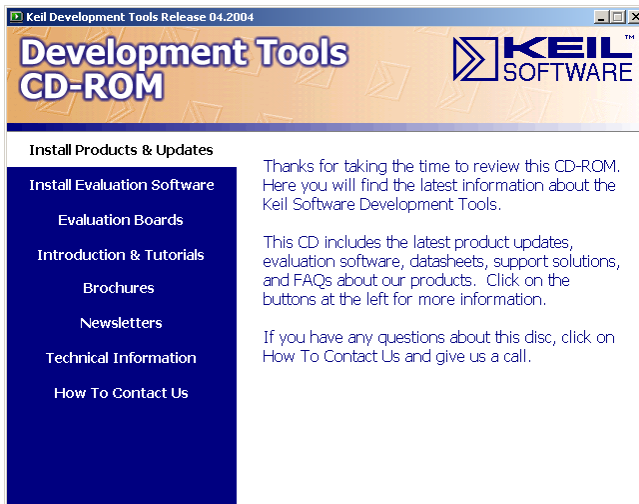 Keil Development Tools Release 04.2004
Development Tools
CD-ROM
KEIL™
SOFTWARE
Install Products & Updates
Install Evaluation Software
Evaluation Boards
Introduction & Tutorials
Brochures
Newsletters
Technical Information
How To Contact Us
Thanks for taking the time to review this CD-ROM.
Here you will find the latest information about the
Keil Software Development Tools.
This CD includes the latest product updates,
evaluation software, datasheets, support solutions,
and FAQs about our products. Click on the
buttons at the left for more information.
If you have any questions about this disc, click on
How To Contact Us and give us a call.